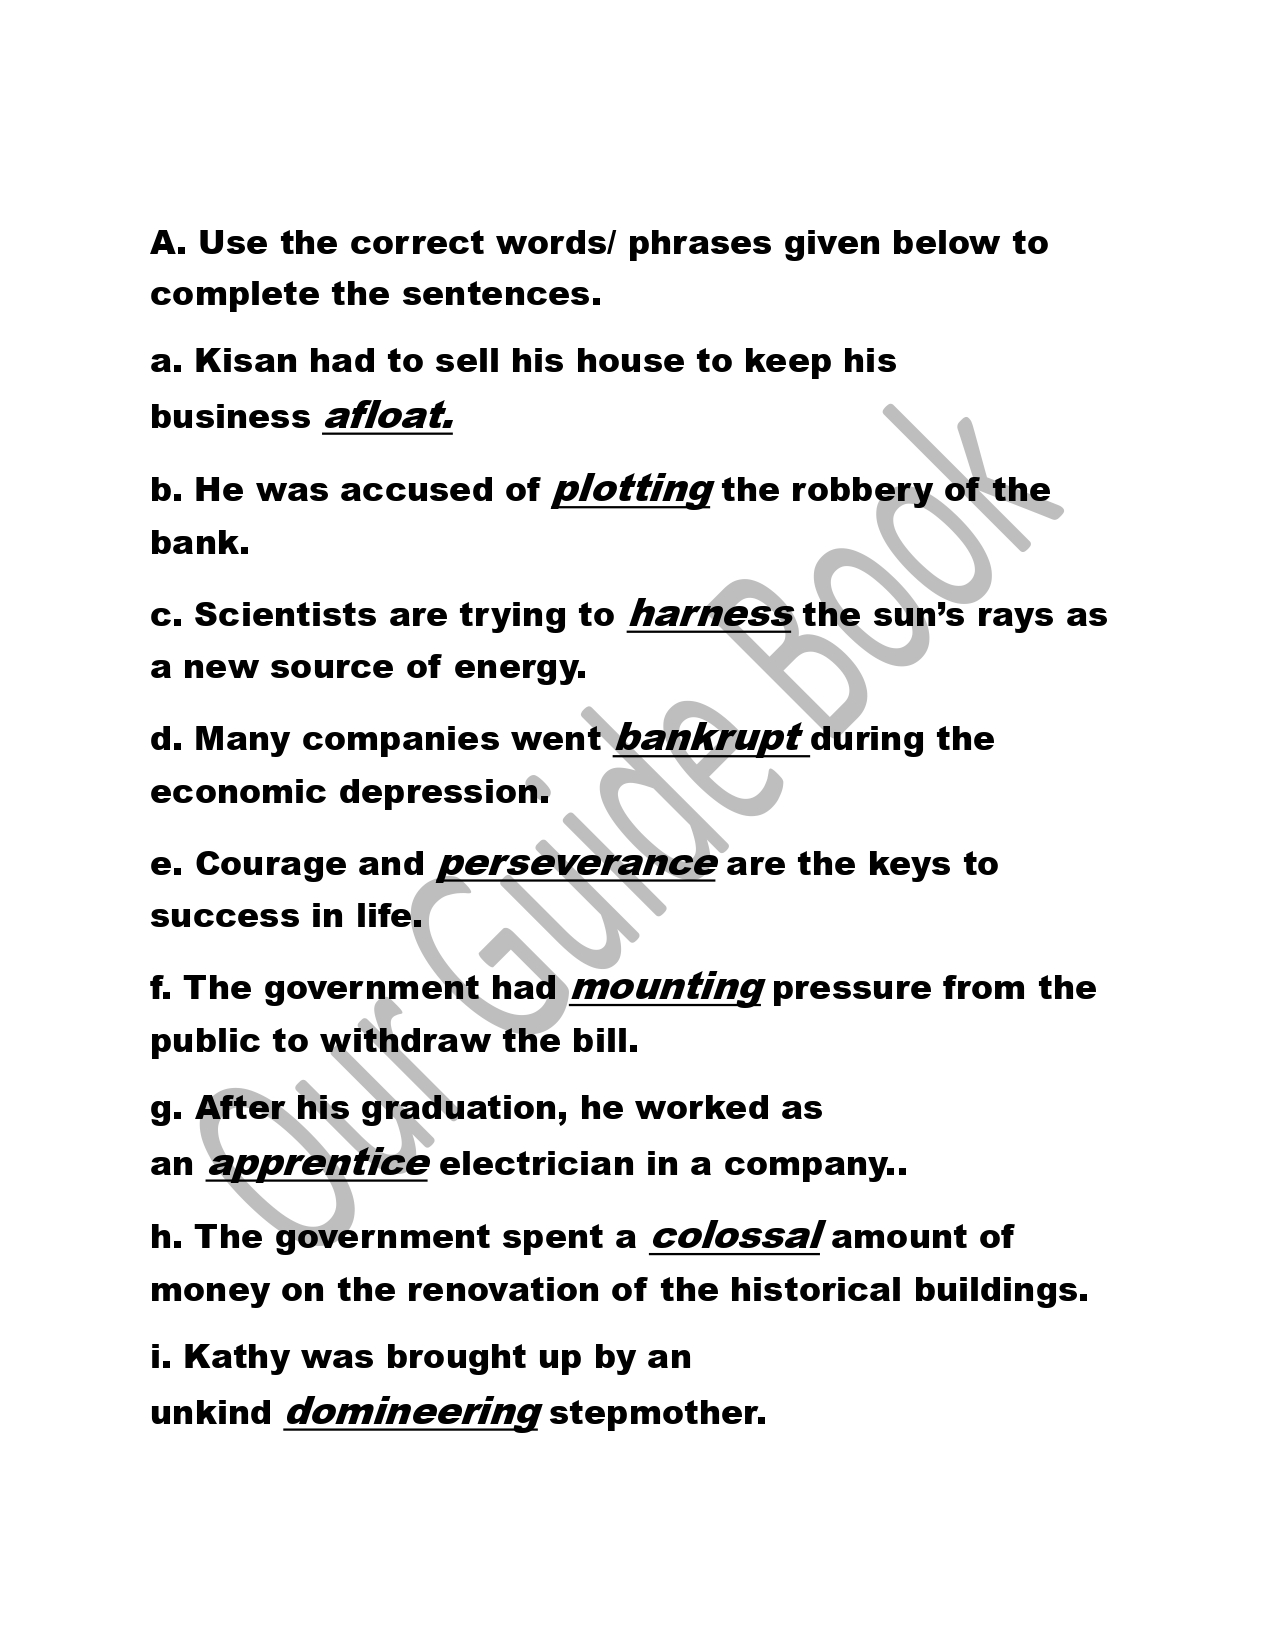 A. Use the correct words/ phrases given below to
complete the sentences.
a. Kisan had to sell his house to keep his
business afloat.
b. He was accused of plotting the robbery of the
bank.
c. Scientists are trying to harness the sun’s rays as
a new source of energy.
d. Many companies went bankrupt during the
economic depression.
e. Courage and perseverance are the keys to
success in life.
f. The government had mounting pressure from the
public to withdraw the bill.
g. After his graduation, he worked as
an apprentice electrician in a company..
h. The government spent a colossal amount of
money on the renovation of the historical buildings.
i. Kathy was brought up by an
unkind domineering stepmother.
Our Guide Book